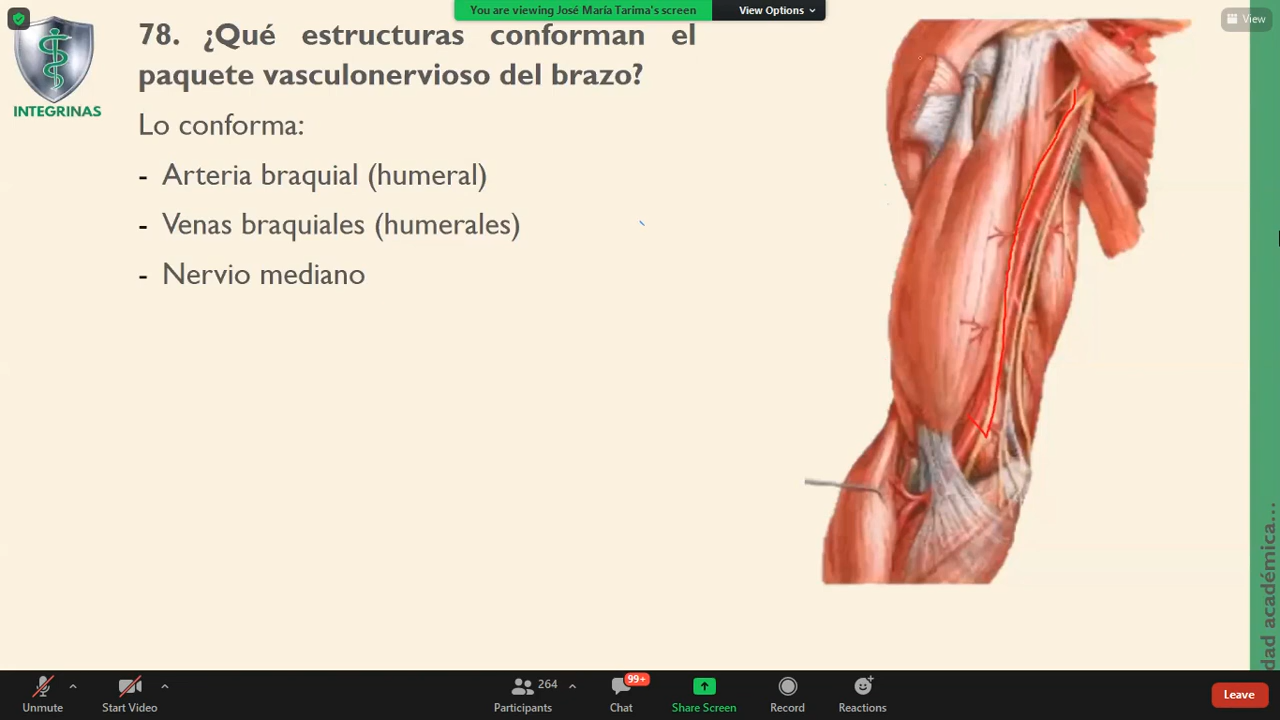 You are viewing José María Tarima's screen
View Options
View
INTEGRINAS
78. ¿Qué estructuras conforman el
paquete vasculonervioso del brazo?
Lo conforma:
- Arteria braquial (humeral)
- Venas braquiales (humerales)
- Nervio mediano
dad académica...
Unmute
Start Video
264
Participants
99+
Chat
Share Screen
Record
Reactions
Leave